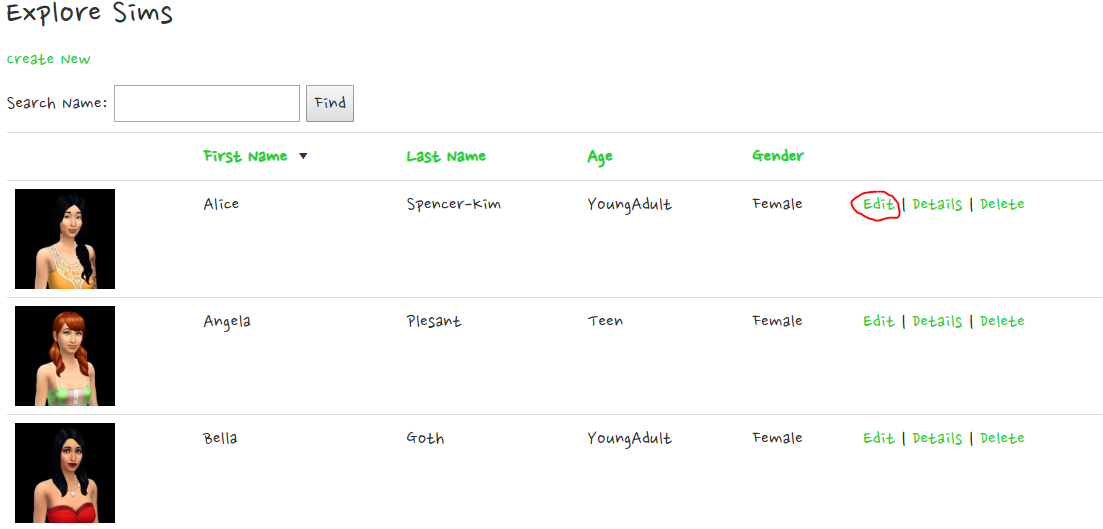 Explore Sims
Create New
Search Name: Find
First Name ▼ Last Name Age Gender
Alice Spencer-Kim YoungAdult Female Edit | Details | Delete
Angela Plesant Teen Female Edit | Details | Delete
Bella Goth YoungAdult Female Edit | Details | Delete